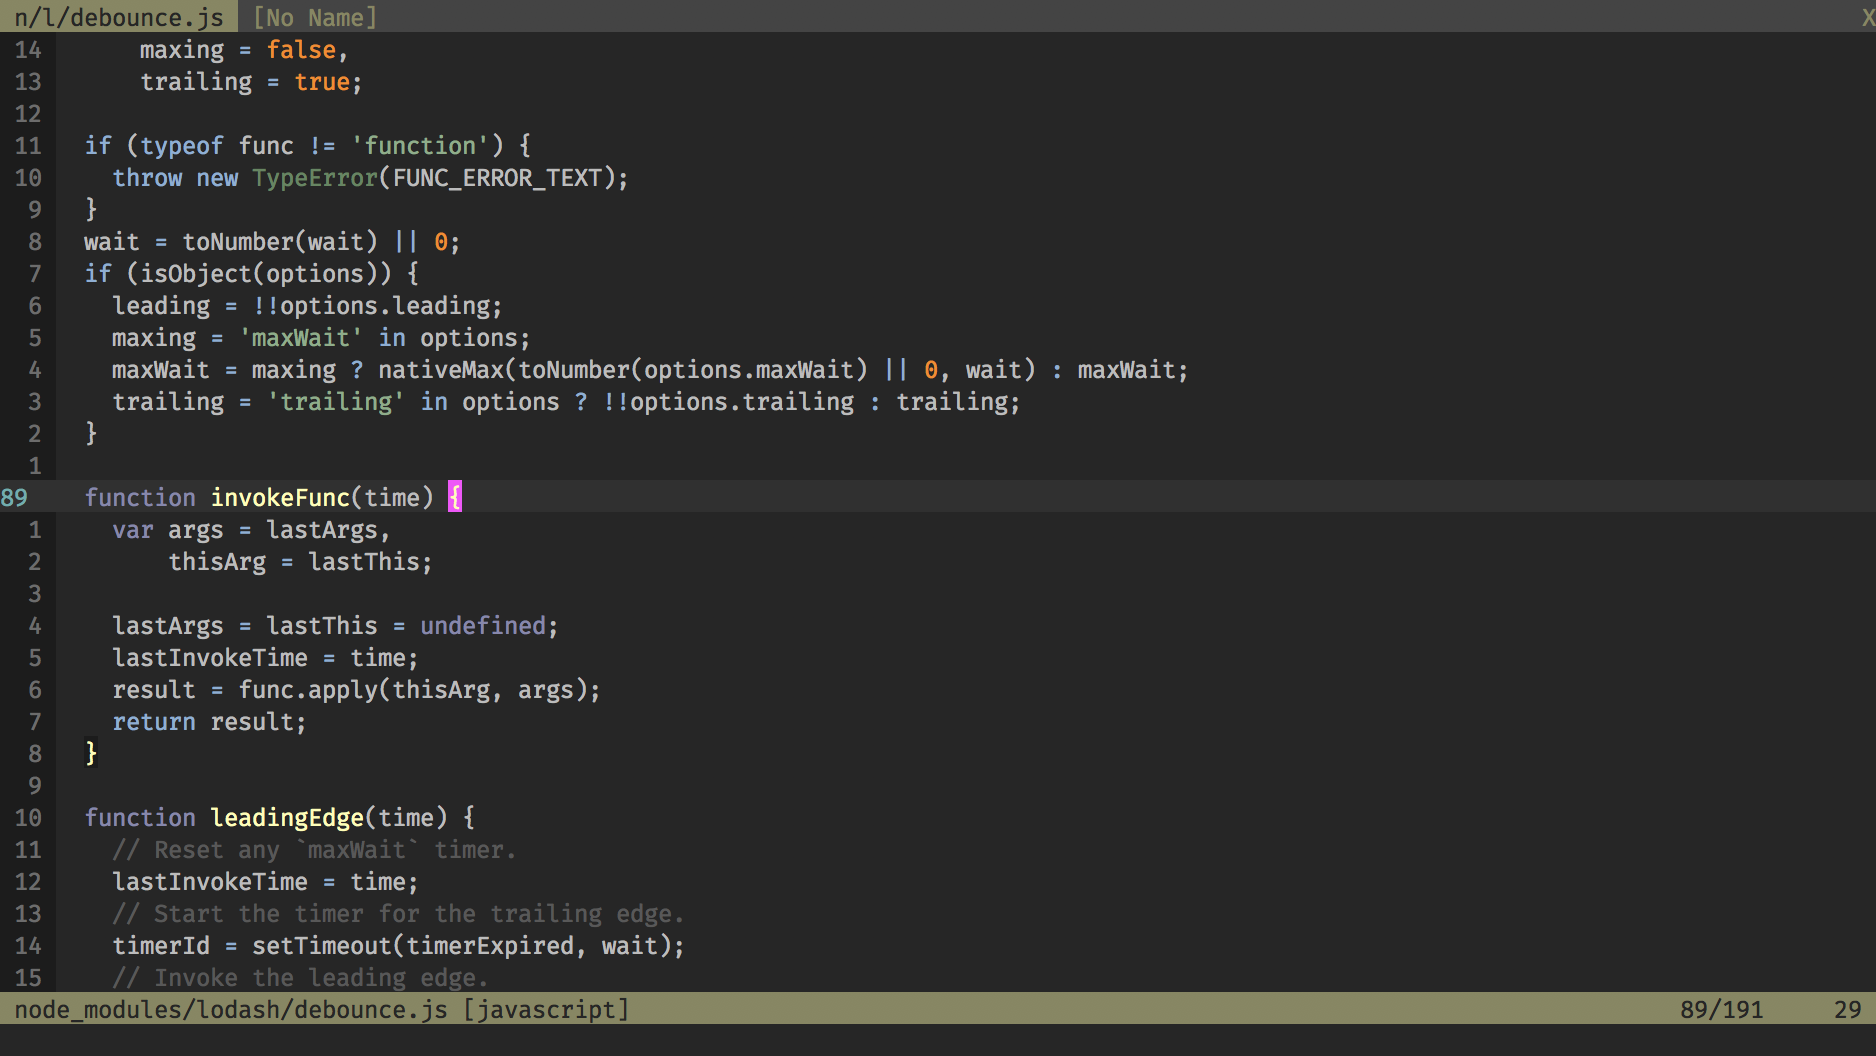 n/l/debounce.js [No Name] X
14       maxing = false,
13       trailing = true;
12
11   if (typeof func != 'function') {
10     throw new TypeError(FUNC_ERROR_TEXT);
 9   }
 8   wait = toNumber(wait) || 0;
 7   if (isObject(options)) {
 6     leading = !!options.leading;
 5     maxing = 'maxWait' in options;
 4     maxWait = maxing ? nativeMax(toNumber(options.maxWait) || 0, wait) : maxWait;
 3     trailing = 'trailing' in options ? !!options.trailing : trailing;
 2   }
 1
89   function invokeFunc(time) {
 1     var args = lastArgs,
 2         thisArg = lastThis;
 3
 4     lastArgs = lastThis = undefined;
 5     lastInvokeTime = time;
 6     result = func.apply(thisArg, args);
 7     return result;
 8   }
 9
10   function leadingEdge(time) {
11     // Reset any `maxWait` timer.
12     lastInvokeTime = time;
13     // Start the timer for the trailing edge.
14     timerId = setTimeout(timerExpired, wait);
15     // Invoke the leading edge.
node_modules/lodash/debounce.js [javascript] 89/191 29